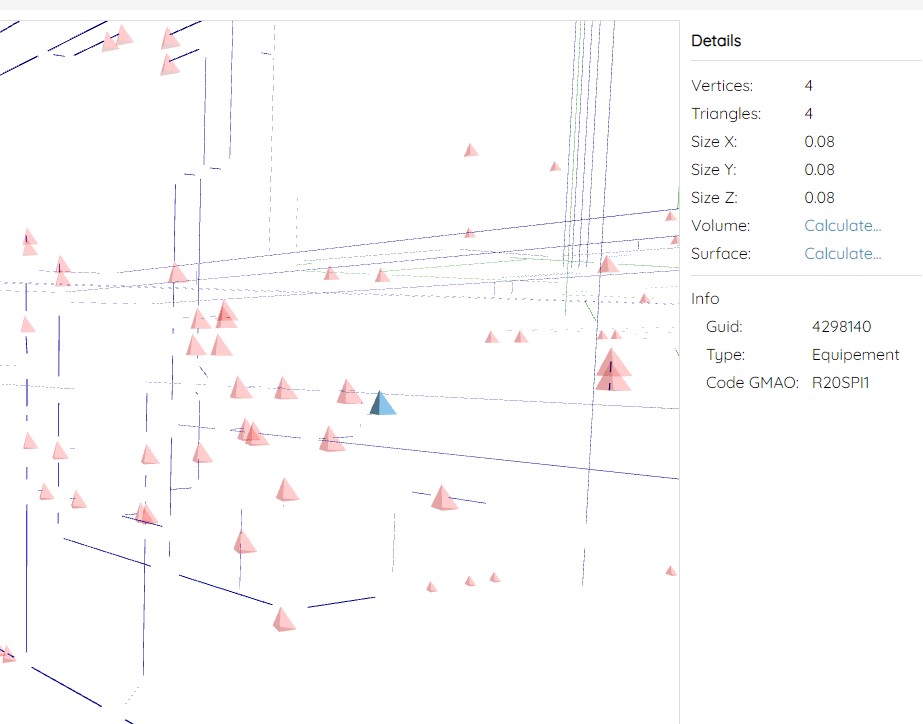 Details
Vertices: 4
Triangles: 4
Size X: 0.08
Size Y: 0.08
Size Z: 0.08
Volume: Calculate...
Surface: Calculate...
Info
Guid: 4298140
Type: Equipement
Code GMAO: R20SPI1